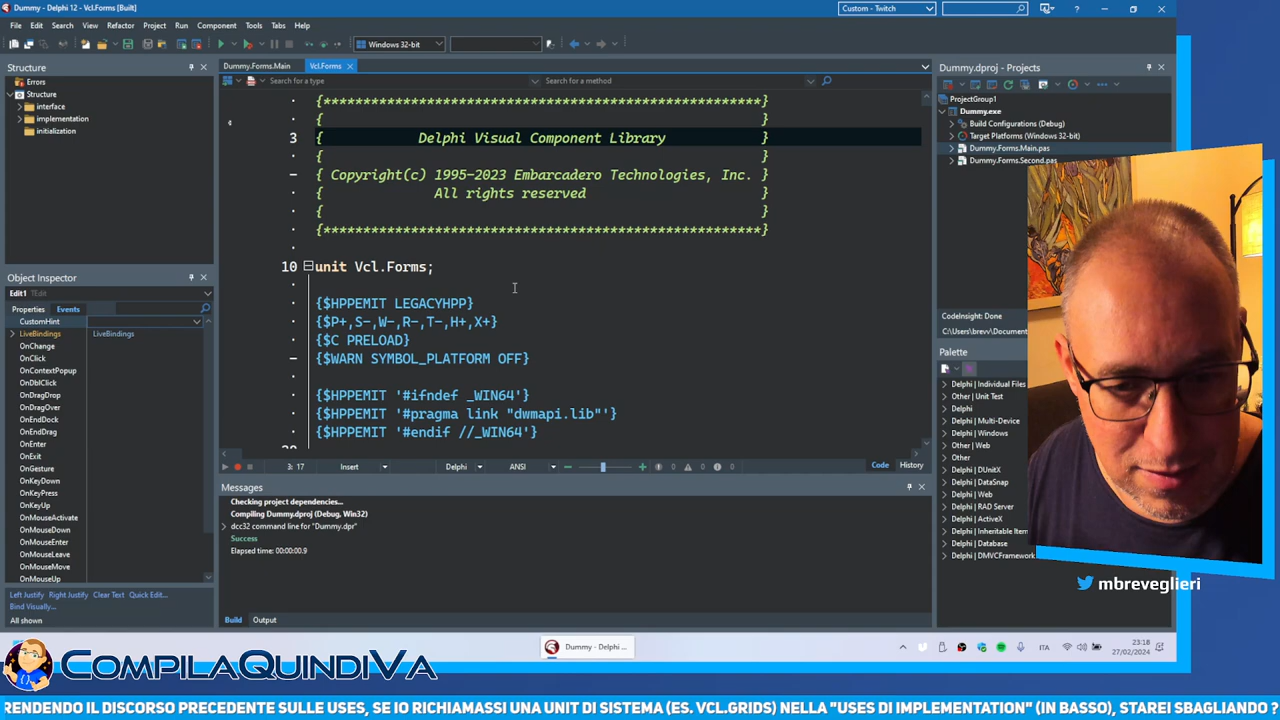 Dummy - Delphi 12 - Vcl.Forms [Built]
Custom - Twitch
File Edit Search View Refactor Project Run Component Tools Tabs Help
Windows 32-bit
Structure
Errors
Structure
interface
implementation
initialization
Dummy.Forms.Main Vcl.Forms
Search for a type
Search for a method
{*******************************************************}
{ }
3 { Delphi Visual Component Library }
{ }
{ Copyright(c) 1995-2023 Embarcadero Technologies, Inc. }
{ All rights reserved }
{ }
{*******************************************************}
10 unit Vcl.Forms;
{$HPPEMIT LEGACYHPP}
{$P+,S-,W-,R-,T-,H+,X+}
{$C PRELOAD}
{$WARN SYMBOL_PLATFORM OFF}
{$HPPEMIT '#ifndef _WIN64'}
{$HPPEMIT '#pragma link "dwmapi.lib"'}
{$HPPEMIT '#endif //_WIN64'}
3: 17 Insert Delphi ANSI 0 0 0 Code History
Object Inspector
Edit1 TEdit
Properties Events
CustomHint
LiveBindings LiveBindings
OnChange
OnClick
OnContextPopup
OnDblClick
OnDragDrop
OnDragOver
OnEndDock
OnEndDrag
OnEnter
OnExit
OnGesture
OnKeyDown
OnKeyPress
OnKeyUp
OnMouseActivate
OnMouseDown
OnMouseEnter
OnMouseLeave
OnMouseMove
OnMouseUp
Left Justify Right Justify Clear Text Quick Edit...
Bind Visually...
All shown
Messages
Checking project dependencies...
Compiling Dummy.dproj (Debug, Win32)
dcc32 command line for "Dummy.dpr"
Success
Elapsed time: 00:00:00.9
Build Output
Dummy.dproj - Projects
ProjectGroup1
Dummy.exe
Build Configurations (Debug)
Target Platforms (Windows 32-bit)
Dummy.Forms.Main.pas
Dummy.Forms.Second.pas
CodeInsight: Done
C:\Users\brevv\Document
Palette
Delphi | Individual Files
Other | Unit Test
Delphi
Delphi | Multi-Device
Delphi | Windows
Other | Web
Other
Delphi | DUnitX
Delphi | DataSnap
Delphi | Web
Delphi | RAD Server
Delphi | ActiveX
Delphi | Inheritable Item
Delphi | Database
Delphi | DMVCFramework
mbreveglieri
Dummy - Delphi ...
ITA
23:18
27/02/2024
COMPILAQUINDIVA
RENDENDO IL DISCORSO PRECEDENTE SULLE USES, SE IO RICHIAMASSI UNA UNIT DI SISTEMA (ES. VCL.GRIDS) NELLA "USES DI IMPLEMENTATION" (IN BASSO), STAREI SBAGLIANDO ?